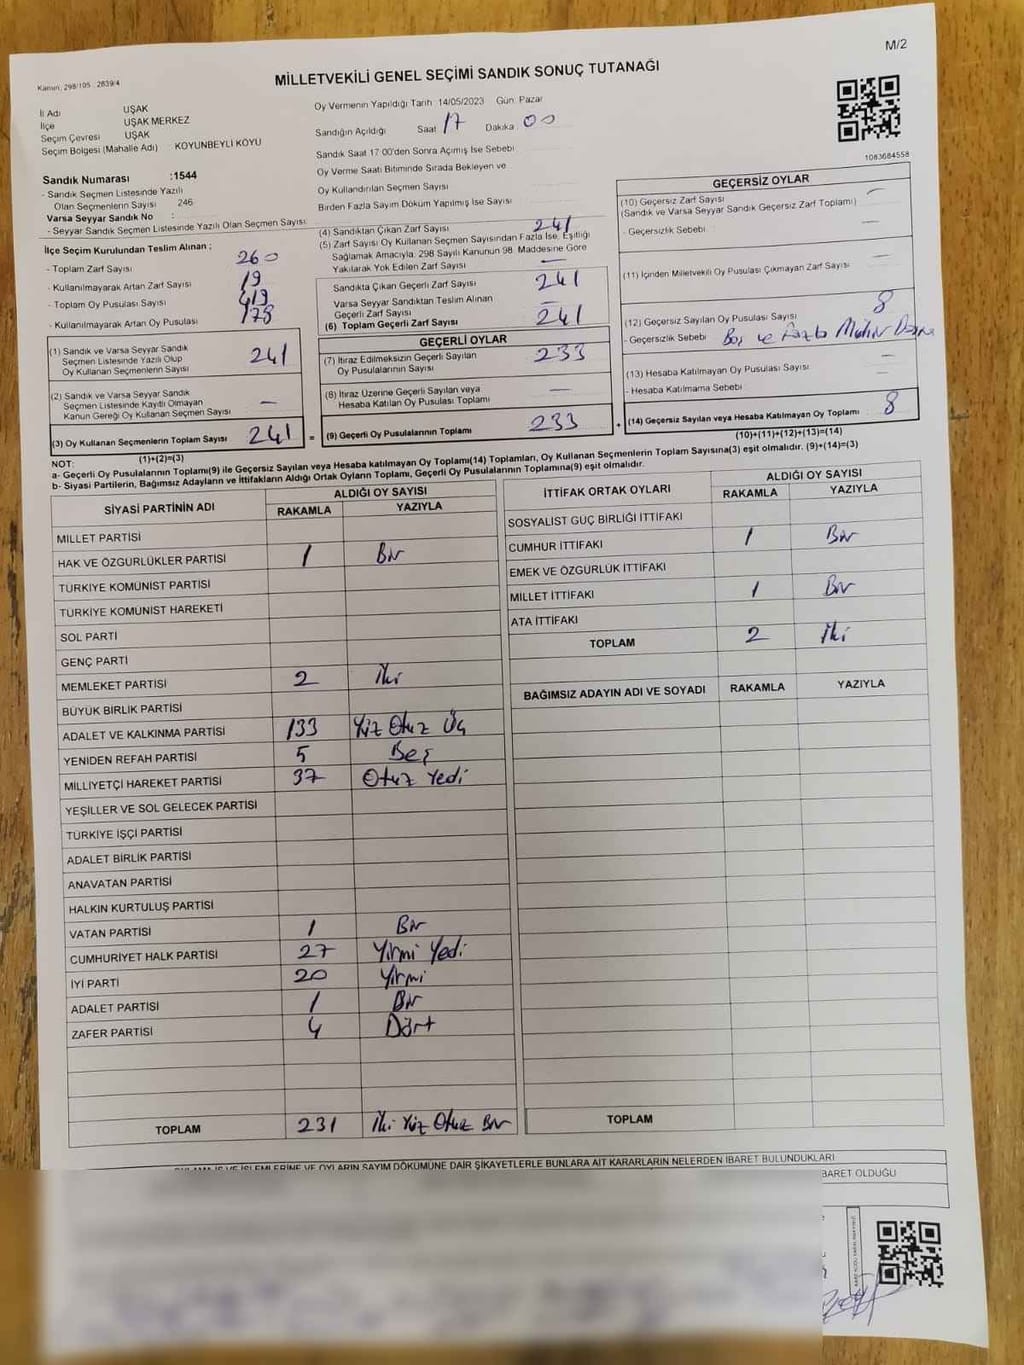 M/2
Kanun, 298/105 2839/4
MİLLETVEKİLİ GENEL SEÇİMİ SANDIK SONUÇ TUTANAĞI
İl Adı UŞAK
İlçe UŞAK MERKEZ
Seçim Çevresi UŞAK
Seçim Bölgesi (Mahalle Adı) KOYUNBEYLİ KÖYÜ
Oy Vermenin Yapıldığı Tarih 14/05/2023 Gün. Pazar
Sandığın Açıldığı Saat 17 Dakika 00
Sandık Saat 17 00'den Sonra Açımış İse Sebebi
Oy Verme Saati Bitiminde Sırada Bekleyen ve
Oy Kullandırılan Seçmen Sayısı
Birden Fazla Sayım Döküm Yapılmış İse Sayısı
1083684558
Sandık Numarası :1544
- Sandık Seçmen Listesinde Yazılı
Olan Seçmenlerin Sayısı 246
Varsa Seyyar Sandık No :
- Seyyar Sandık Seçmen Listesinde Yazılı Olan Seçmen Sayısı
İlçe Seçim Kurulundan Teslim Alınan ;
- Toplam Zarf Sayısı 260
- Kullanılmayarak Artan Zarf Sayısı 19
- Toplam Oy Pusulası Sayısı 419
- Kullanılmayarak Artan Oy Pusulası 178
(1) Sandık ve Varsa Seyyar Sandık
Seçmen Listesinde Yazılı Olup
Oy Kullanan Seçmenlerin Sayısı 241
(2) Sandık ve Varsa Seyyar Sandık
Seçmen Listesinde Kayıtlı Olmayan
Kanun Gereği Oy Kullanan Seçmen Sayısı —
(3) Oy Kullanan Seçmenlerin Toplam Sayısı 241 =
(1)+(2)=(3)
(4) Sandıktan Çıkan Zarf Sayısı 241
(5) Zarf Sayısı Oy Kullanan Seçmen Sayısından Fazla İse, Eşitliği
Sağlamak Amacıyla, 298 Sayılı Kanunun 98. Maddesine Göre
Yakılarak Yok Edilen Zarf Sayısı —
Sandıkta Çıkan Geçerli Zarf Sayısı 241
Varsa Seyyar Sandıktan Teslim Alınan
Geçerli Zarf Sayısı —
(6) Toplam Geçerli Zarf Sayısı 241
GEÇERLİ OYLAR
(7) İtiraz Edilmeksizin Geçerli Sayılan
Oy Pusulasının Sayısı 233
(8) İtiraz Üzerine Geçerli Sayılan veya
Hesaba Katılan Oy Pusulası Toplamı —
(9) Geçerli Oy Pusulalarının Toplamı 233 +
GEÇERSİZ OYLAR
(10) Geçersiz Zarf Sayısı —
(Sandık ve Varsa Seyyar Sandık Geçersiz Zarf Toplamı)
- Geçersizlik Sebebi —
(11) İçinden Milletvekili Oy Pusulası Çıkmayan Zarf Sayısı —
(12) Geçersiz Sayılan Oy Pusulası Sayısı 8
- Geçersizlik Sebebi Boş ve Fazla Mühür
(13) Hesaba Katılmayan Oy Pusulası Sayısı —
- Hesaba Katılmama Sebebi —
(14) Geçersiz Sayılan veya Hesaba Katılmayan Oy Toplamı 8
(10)+(11)+(12)+(13)=(14)
NOT:
a- Geçerli Oy Pusulalarının Toplamı(9) ile Geçersiz Sayılan veya Hesaba katılmayan Oy Toplamı(14) Toplamları, Oy Kullanan Seçmenlerin Toplam Sayısına(3) eşit olmalıdır. (9)+(14)=(3)
b- Siyasi Partilerin, Bağımsız Adayların ve İttifakların Aldığı Ortak Oyların Toplamı, Geçerli Oy Pusulalarının Toplamına(9) eşit olmalıdır.
SİYASİ PARTİNİN ADI ALDIĞI OY SAYISI
RAKAMLA YAZIYLA
MİLLET PARTİSİ
HAK VE ÖZGÜRLÜKLER PARTİSİ 1 Bir
TÜRKİYE KOMÜNİST PARTİSİ
TÜRKİYE KOMÜNİST HAREKETİ
SOL PARTİ
GENÇ PARTİ
MEMLEKET PARTİSİ 2 İki
BÜYÜK BİRLİK PARTİSİ
ADALET VE KALKINMA PARTİSİ 133 Yüz Otuz Üç
YENİDEN REFAH PARTİSİ 5 Beş
MİLLİYETÇİ HAREKET PARTİSİ 37 Otuz Yedi
YEŞİLLER VE SOL GELECEK PARTİSİ
TÜRKİYE İŞÇİ PARTİSİ
ADALET BİRLİK PARTİSİ
ANAVATAN PARTİSİ
HALKIN KURTULUŞ PARTİSİ
VATAN PARTİSİ 1 Bir
CUMHURİYET HALK PARTİSİ 27 Yirmi Yedi
İYİ PARTİ 20 Yirmi
ADALET PARTİSİ 1 Bir
ZAFER PARTİSİ 4 Dört
TOPLAM 231 İki Yüz Otuz Bir
İTTİFAK ORTAK OYLARI ALDIĞI OY SAYISI
RAKAMLA YAZIYLA
SOSYALİST GÜÇ BİRLİĞİ İTTİFAKI
CUMHUR İTTİFAKI 1 Bir
EMEK VE ÖZGÜRLÜK İTTİFAKI
MİLLET İTTİFAKI 1 Bir
ATA İTTİFAKI
TOPLAM 2 İki
BAĞIMSIZ ADAYIN ADI VE SOYADI RAKAMLA YAZIYLA
TOPLAM
İŞLEMLERİNE VE OYLARIN SAYIM DÖKÜMÜNE DAİR ŞİKAYETLERLE BUNLARA AİT KARARLARIN NELERDEN İBARET BULUNDUKLARI
BARET OLDUĞU